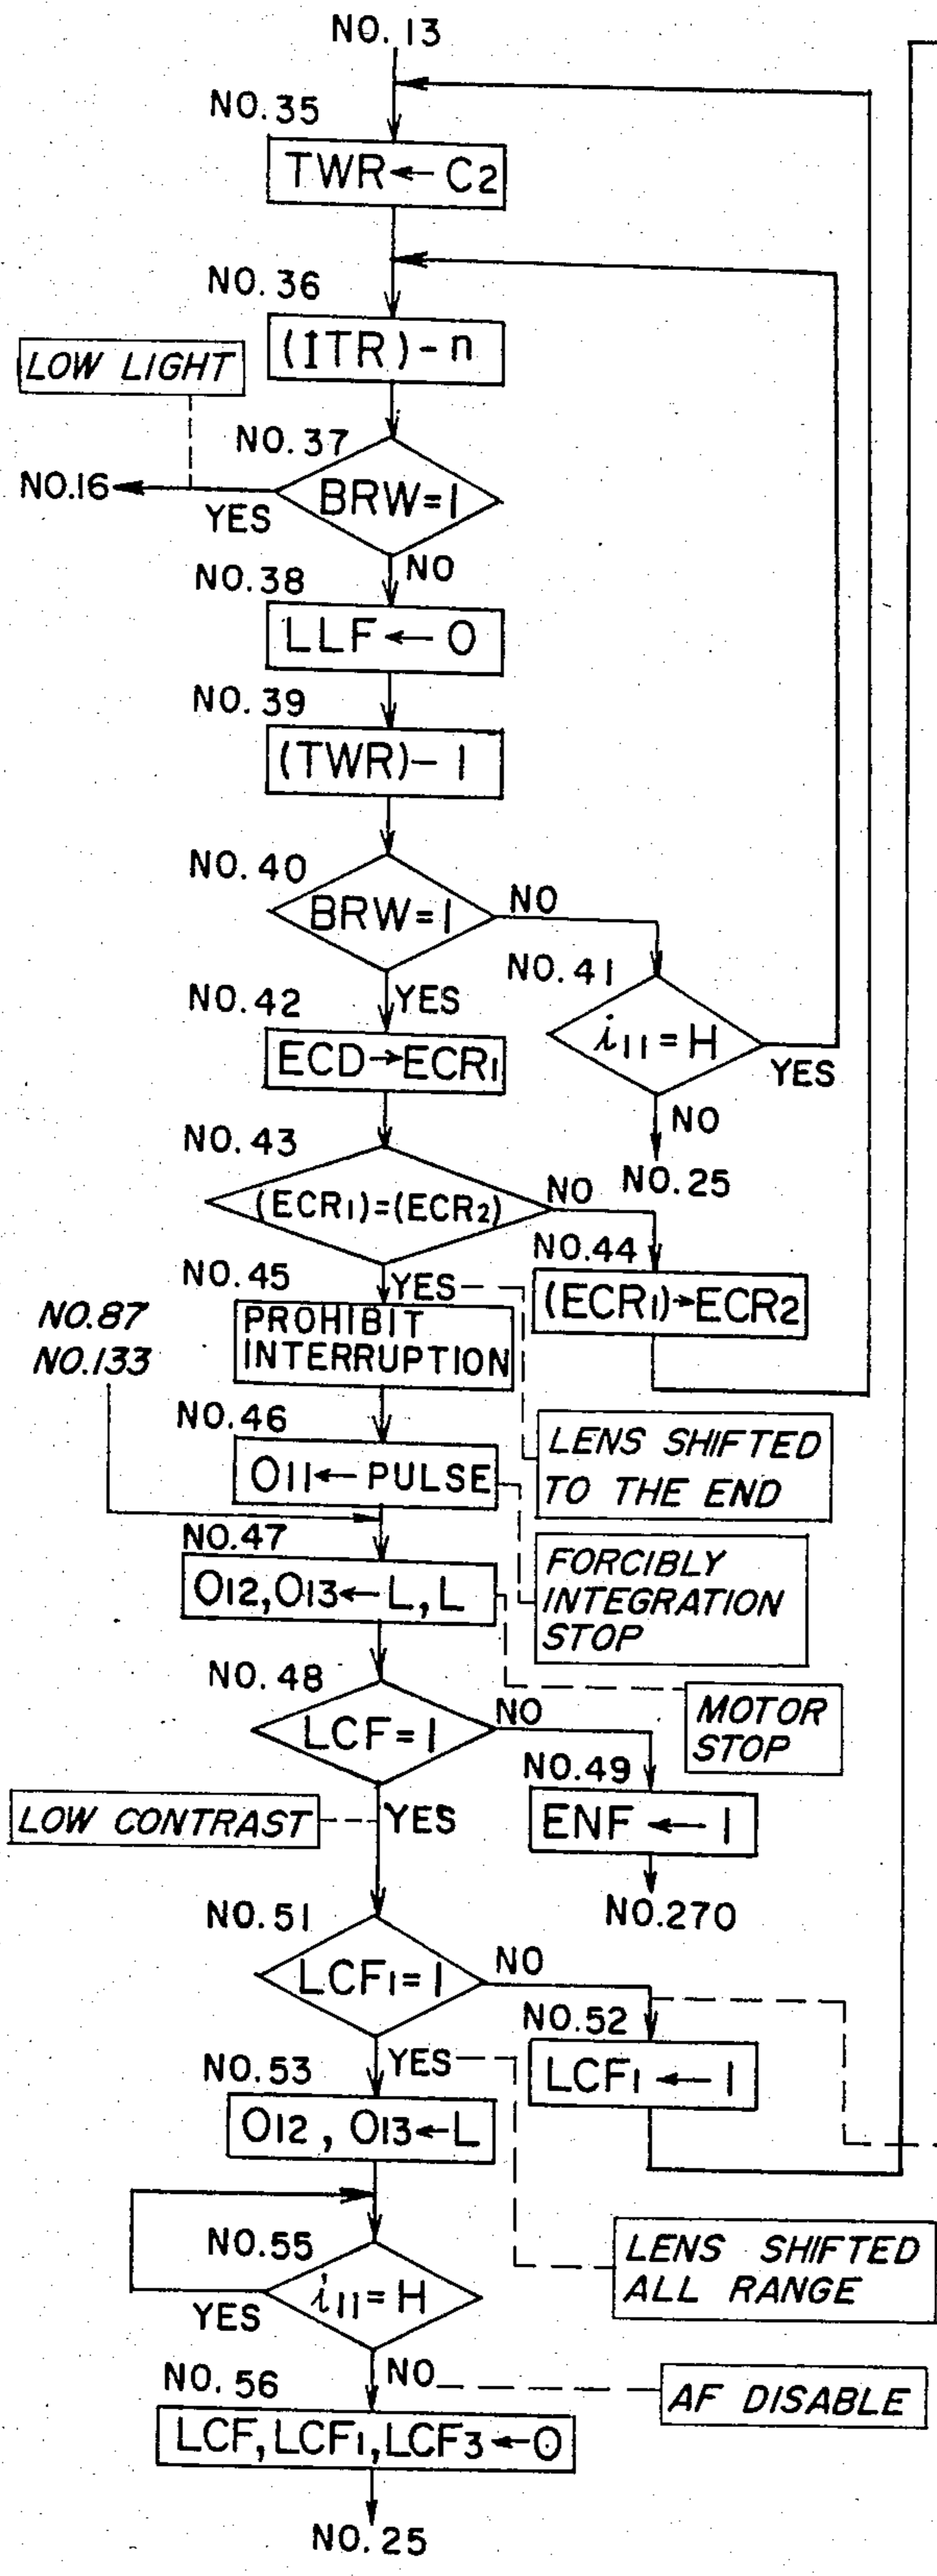 NO. 13
NO. 35
TWR ← C2
NO. 36
(ITR) - n
LOW LIGHT
NO. 37
NO.16
BRW=1
YES
NO
NO. 38
LLF ← 0
NO. 39
(TWR) - 1
NO. 40
BRW=1
NO
NO. 41
i11 = H
YES
NO
NO. 25
YES
NO. 42
ECD→ECR1
NO. 43
(ECR1)=(ECR2)
NO
NO.44
(ECR1)→ECR2
NO. 45
YES
PROHIBIT
INTERRUPTION
NO.87
NO.133
NO. 46
O11←PULSE
LENS SHIFTED
TO THE END
NO. 47
O12,O13←L, L
FORCIBLY
INTEGRATION
STOP
NO. 48
LCF=1
NO
MOTOR
STOP
NO.49
ENF ← 1
NO.270
LOW CONTRAST
YES
NO. 51
LCF1=1
NO
NO.52
LCF1 ← 1
YES
NO. 53
O12 , O13←L
LENS SHIFTED
ALL RANGE
NO.55
i11 = H
YES
NO
AF DISABLE
NO. 56
LCF, LCF1, LCF3←0
NO. 25